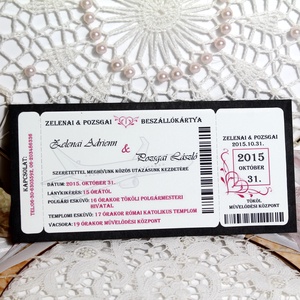 ZELENAI & POZSGAI BESZÁLLÓKÁRTYA
Zelenai Adrienn
&
Pozsgai László
SZERETETTEL MEGHÍVUNK KÖZÖS UTAZÁSUNK KEZDETÉRE
DÁTUM: 2015. OKTÓBER 31.
LÁNYKIKÉRÉS: 15 ÓRÁTÓL
POLGÁRI ESKÜVŐ: 16 ÓRAKOR TÖKÖLI POLGÁRMESTERI
HIVATAL
TEMPLOMI ESKÜVŐ: 17 ÓRAKOR RÓMAI KATOLIKUS TEMPLOM
VACSORA: 19 ÓRAKOR MŰVELŐDÉSI KÖZPONT
KAPCSOLAT:
ZELENAI & POZSGAI
2015.10.31.
2015
OKTÓBER
31.
TÖKÖL
MŰVELŐDÉSI KÖZPONT